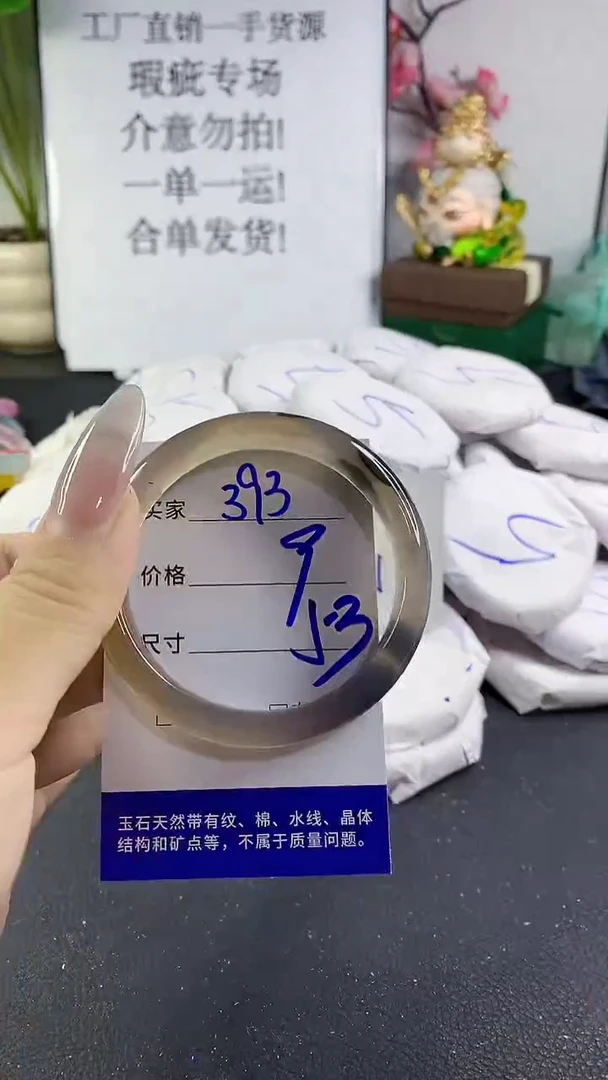 工厂直销一手货源
瑕疵专场
介意勿拍!
一单一运!
合单发货!
买家 393
价格
尺寸 53
玉石天然带有纹、棉、水线、晶体
结构和矿点等，不属于质量问题。